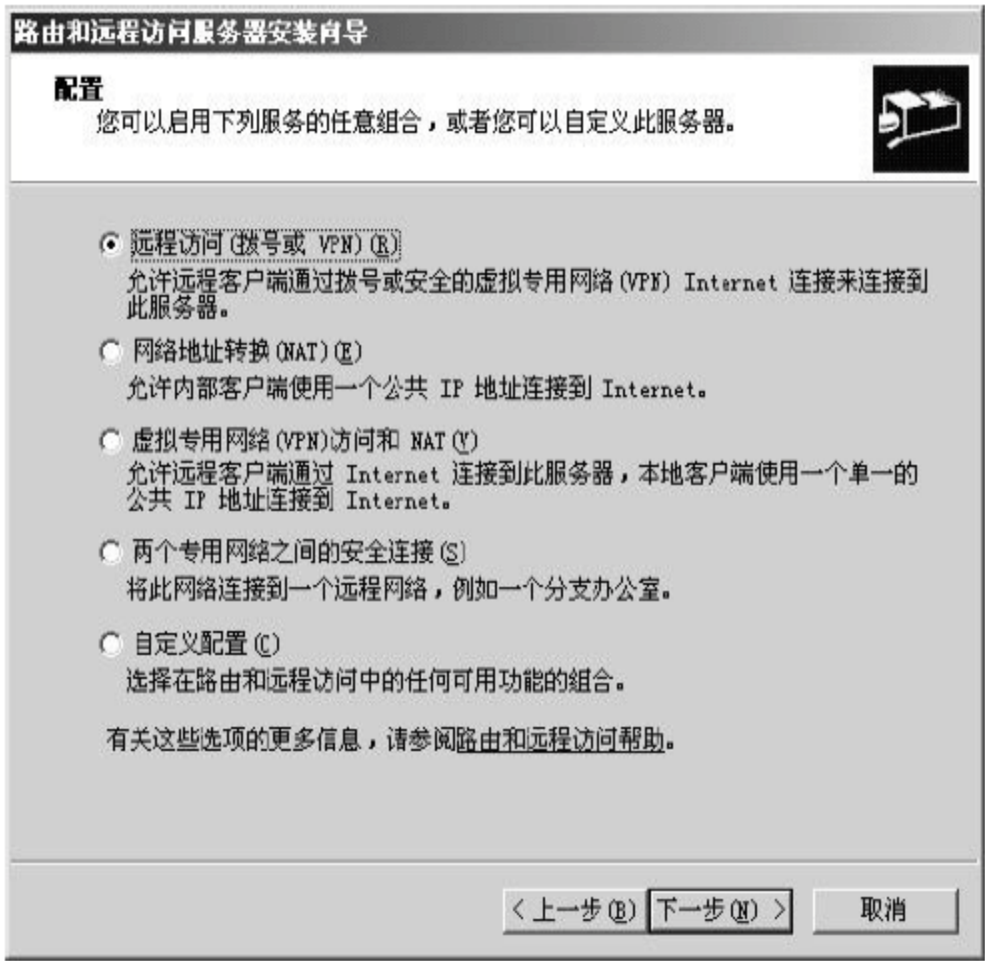 路由和远程访问服务器安装向导
配置
您可以启用下列服务的任意组合，或者您可以自定义此服务器。
远程访问(拨号或 VPN)(R)
允许远程客户端通过拨号或安全的虚拟专用网络(VPN) Internet 连接来连接到
此服务器。
网络地址转换(NAT)(E)
允许内部客户端使用一个公共 IP 地址连接到 Internet。
虚拟专用网络(VPN)访问和 NAT(V)
允许远程客户端通过 Internet 连接到此服务器，本地客户端使用一个单一的
公共 IP 地址连接到 Internet。
两个专用网络之间的安全连接(S)
将此网络连接到一个远程网络，例如一个分支办公室。
自定义配置(C)
选择在路由和远程访问中的任何可用功能的组合。
有关这些选项的更多信息，请参阅路由和远程访问帮助。
< 上一步(B) 下一步(N) > 取消